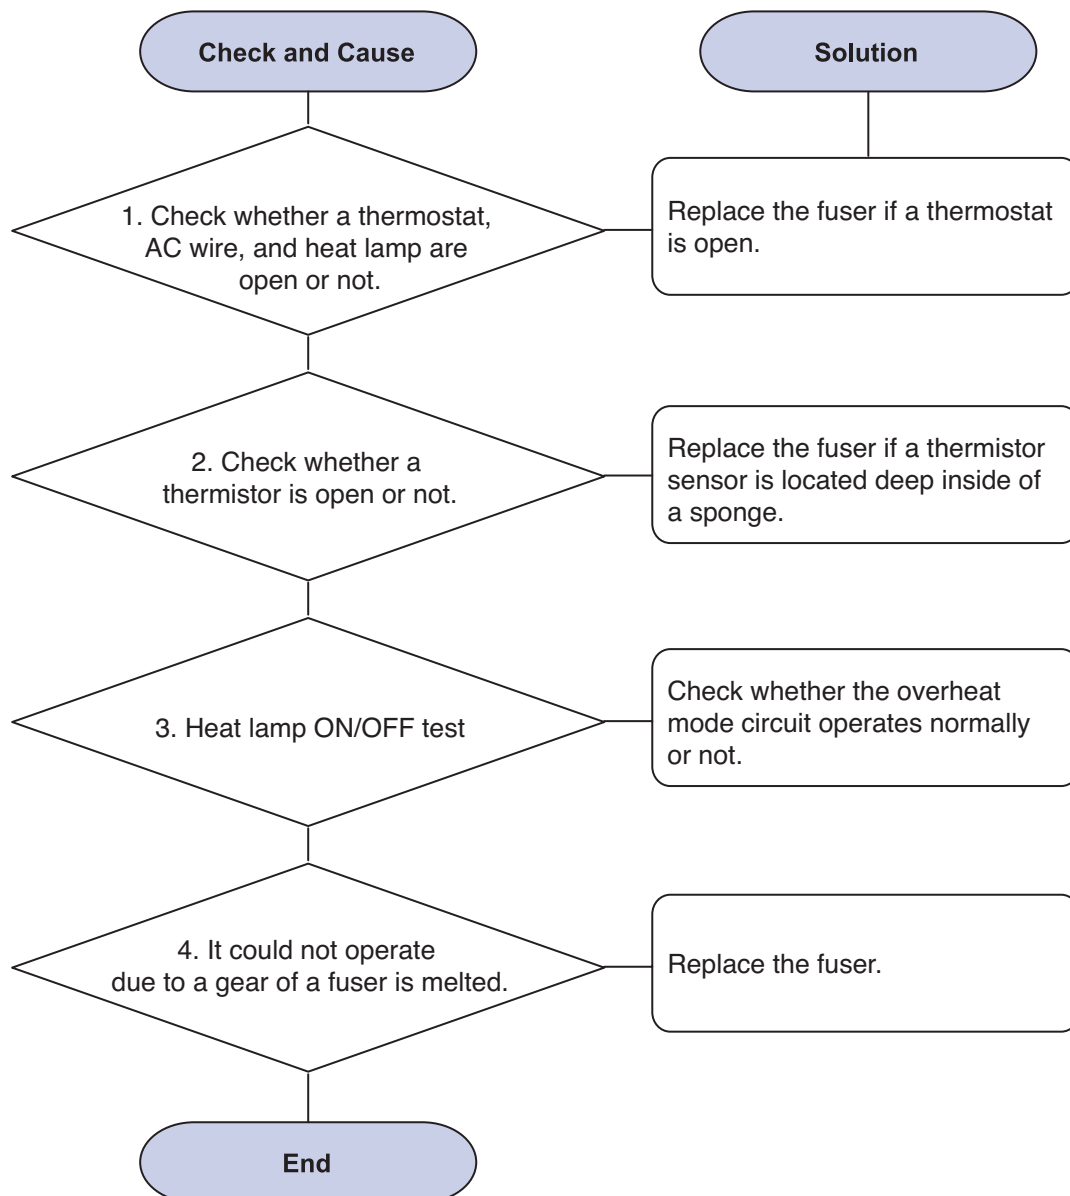 Check and Cause
Solution
1. Check whether a thermostat,
AC wire, and heat lamp are
open or not.
Replace the fuser if a thermostat
is open.
2. Check whether a
thermistor is open or not.
Replace the fuser if a thermistor
sensor is located deep inside of
a sponge.
3. Heat lamp ON/OFF test
Check whether the overheat
mode circuit operates normally
or not.
4. It could not operate
due to a gear of a fuser is melted.
Replace the fuser.
End